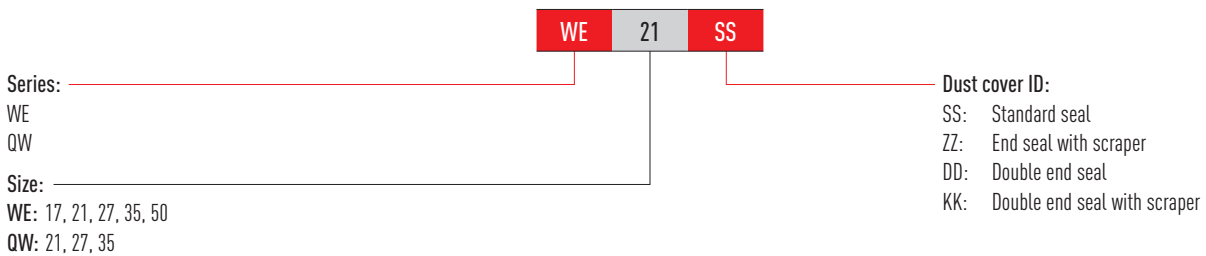 WE 21 SS
Series:
WE
QW
Size:
WE: 17, 21, 27, 35, 50
QW: 21, 27, 35
Dust cover ID:
SS: Standard seal
ZZ: End seal with scraper
DD: Double end seal
KK: Double end seal with scraper